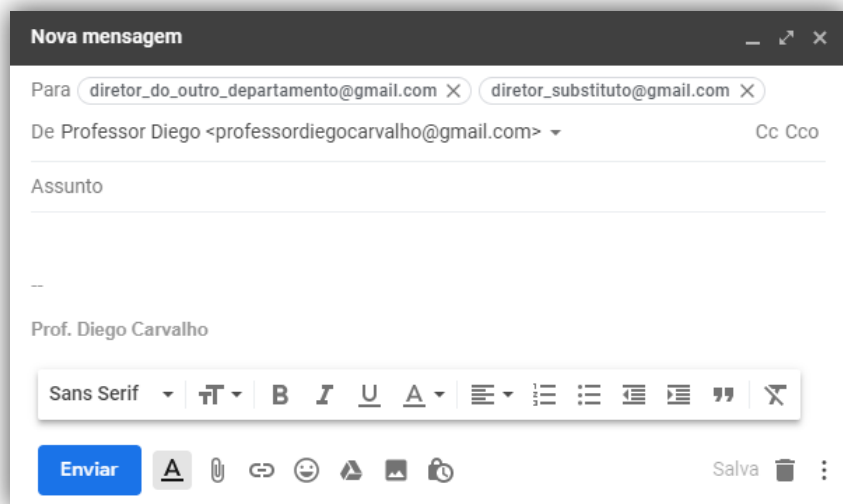 Nova mensagem
Para diretor_do_outro_departamento@gmail.com diretor_substituto@gmail.com
De Professor Diego <professordiegocarvalho@gmail.com> Cc Cco
Assunto
--
Prof. Diego Carvalho
Sans Serif
Enviar Salva